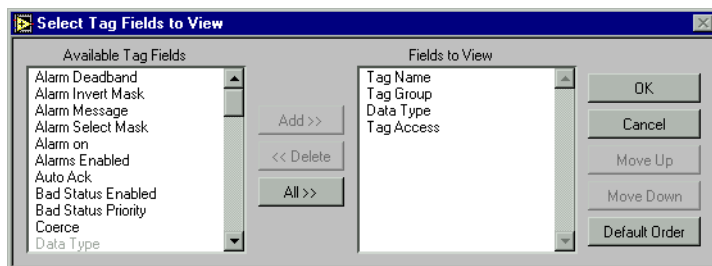 Select Tag Fields to View
Available Tag Fields
Alarm Deadband
Alarm Invert Mask
Alarm Message
Alarm Select Mask
Alarm on
Alarms Enabled
Auto Ack
Bad Status Enabled
Bad Status Priority
Coerce
Data Type
Add >>
<< Delete
All >>
Fields to View
Tag Name
Tag Group
Data Type
Tag Access
OK
Cancel
Move Up
Move Down
Default Order